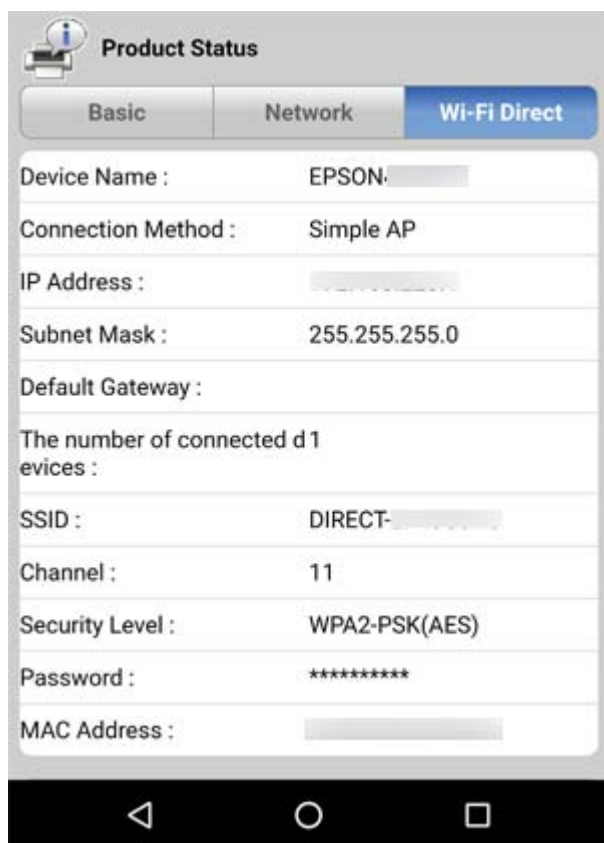 Product Status
Basic Network Wi-Fi Direct
Device Name : EPSON
Connection Method : Simple AP
IP Address :
Subnet Mask : 255.255.255.0
Default Gateway :
The number of connected d 1
evices :
SSID : DIRECT-
Channel : 11
Security Level : WPA2-PSK(AES)
Password : **********
MAC Address :